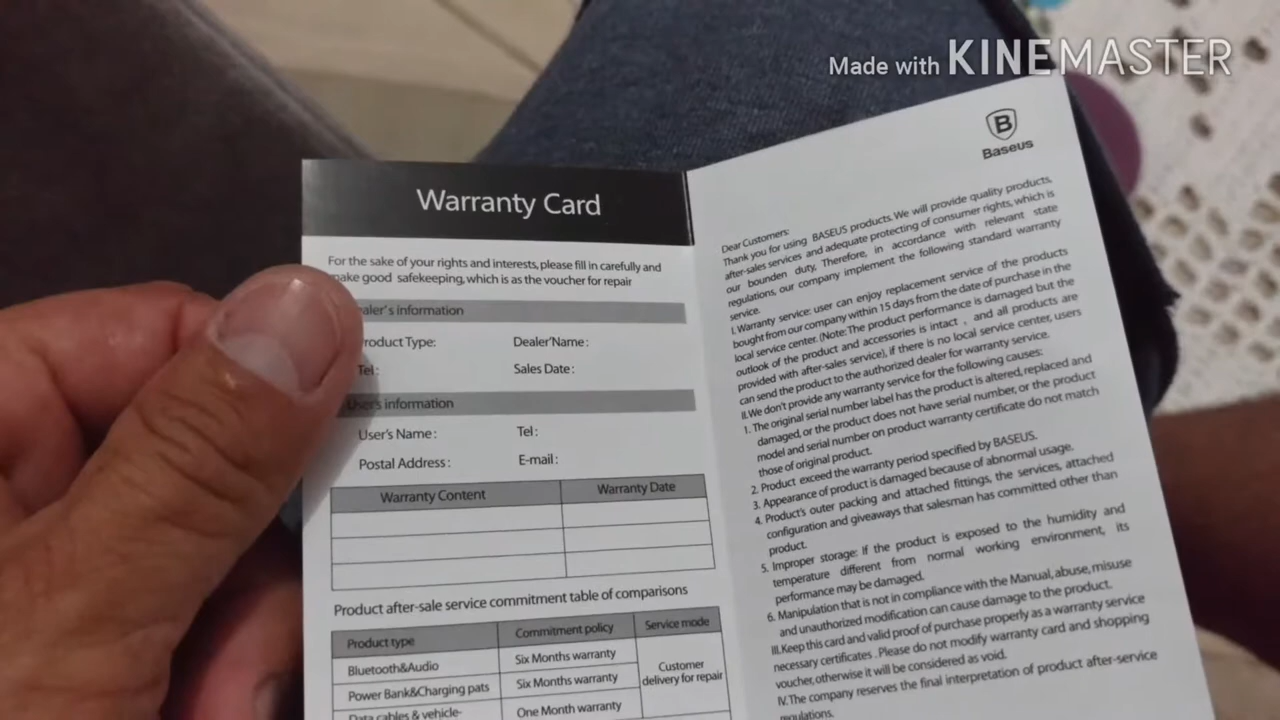 Made with KINEMASTER
Warranty Card
For the sake of your rights and interests, please fill in carefully and
make good safekeeping, which is as the voucher for repair
aler's information
roduct Type:
Dealer'Name:
Tel:
Sales Date:
User's information
User's Name:
Tel:
Postal Address:
E-mail:
Warranty Content
Warranty Date
Product after-sale service commitment table of comparisons
Product type
Commitment policy
Service mode
Bluetooth&Audio
Six Months warranty
Customer
delivery for repair
Power Bank&Charging pats
Six Months warranty
Data cables & vehicle-
One Month warranty
B
Baseus
Dear Customers:
Thank you for using BASEUS products. We will provide quality products,
after-sales services and adequate protecting of consumer rights, which is
our bounden duty, Therefore, in accordance with relevant state
regulations, our company implement the following standard warranty
service.
I.Warranty service: user can enjoy replacement service of the products
bought from our company within 15 days from the date of purchase in the
local service center. (Note:The product performance is damaged but the
outlook of the product and accessories is intact , and all products are
provided with after-sales service), if there is no local service center, users
can send the product to the authorized dealer for warranty service.
II.We don't provide any warranty service for the following causes:
1. The original serial number label has the product is altered, replaced and
damaged, or the product does not have serial number, or the product
model and serial number on product warranty certificate do not match
those of original product.
2. Product exceed the warranty period specified by BASEUS.
3. Appearance of product is damaged because of abnormal usage.
4. Product's outer packing and attached fittings, the services, attached
configuration and giveaways that salesman has committed other than
product.
5. Improper storage: If the product is exposed to the humidity and
temperature different from normal working environment, its
performance may be damaged.
6. Manipulation that is not in compliance with the Manual, abuse, misuse
and unauthorized modification can cause damage to the product.
III.Keep this card and valid proof of purchase properly as a warranty service
necessary certificates .Please do not modify warranty card and shopping
voucher, otherwise it will be considered as void.
IV.The company reserves the final interpretation of product after-service
regulations.